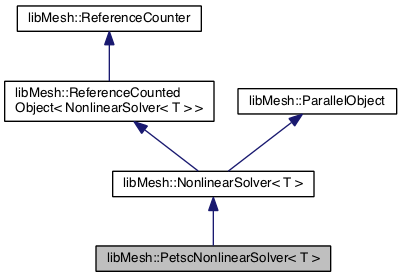 libMesh::ReferenceCounter
libMesh::ReferenceCounted
Object< NonlinearSolver< T > >
libMesh::ParallelObject
libMesh::NonlinearSolver< T >
libMesh::PetscNonlinearSolver< T >